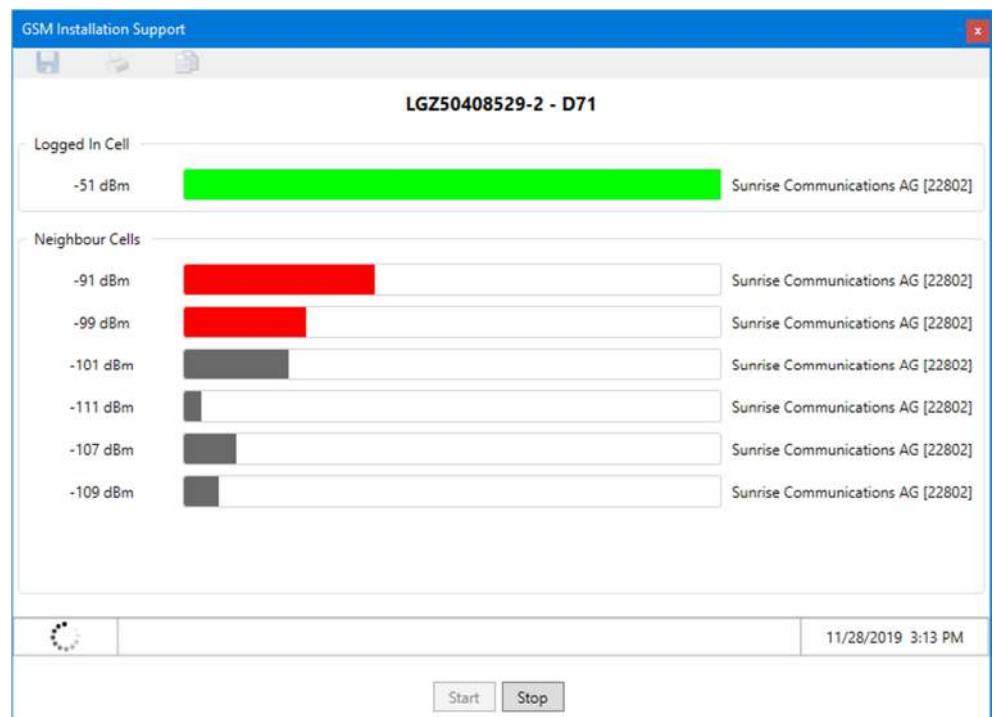 GSM Installation Support
x
LGZ50408529-2 - D71
Logged In Cell
-51 dBm Sunrise Communications AG [22802]
Neighbour Cells
-91 dBm Sunrise Communications AG [22802]
-99 dBm Sunrise Communications AG [22802]
-101 dBm Sunrise Communications AG [22802]
-111 dBm Sunrise Communications AG [22802]
-107 dBm Sunrise Communications AG [22802]
-109 dBm Sunrise Communications AG [22802]
11/28/2019 3:13 PM
Start Stop